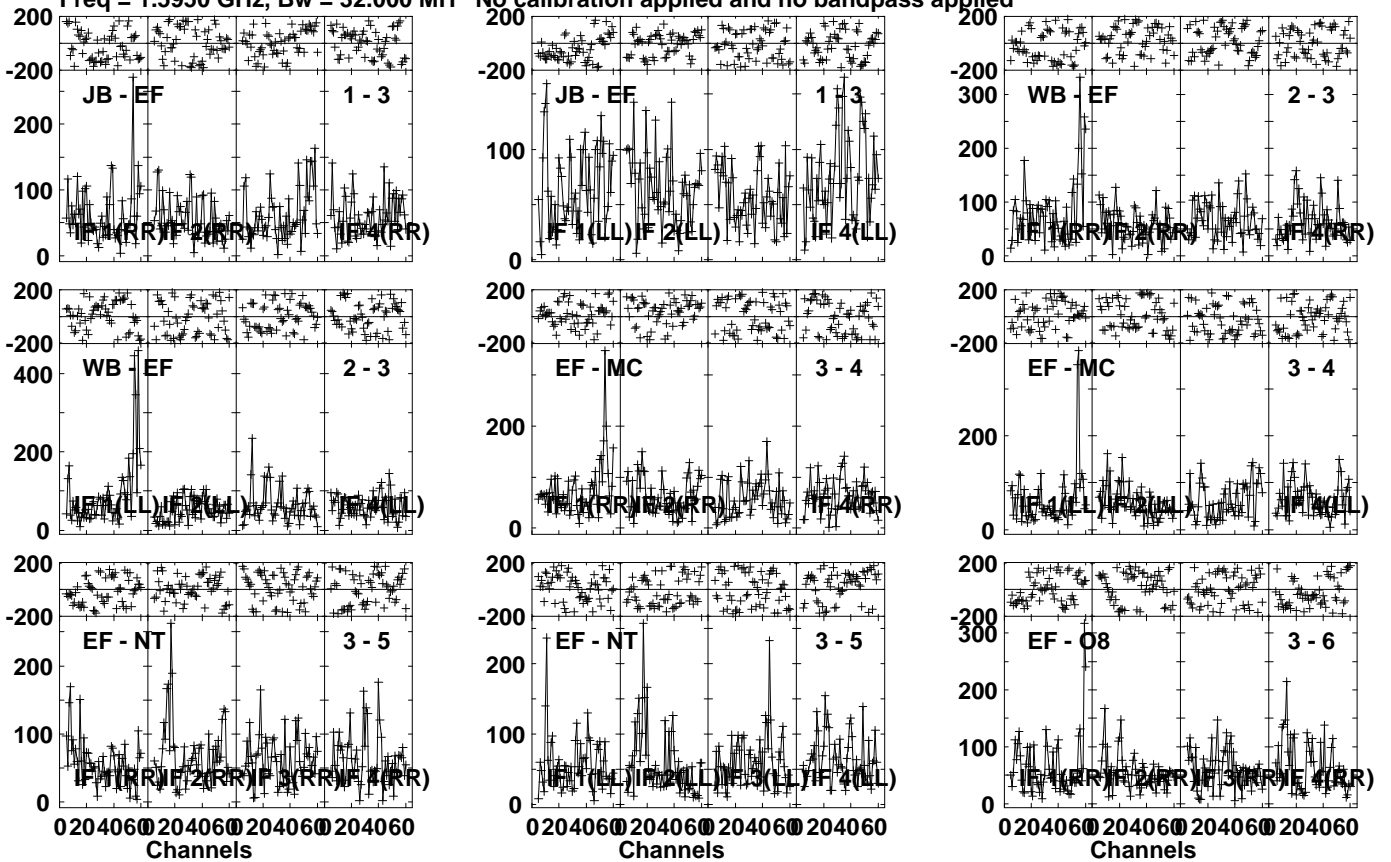 Freq = 1.5950 GHz, Bw = 32.000 MH No calibration applied and no bandpass applied
200 200 200
-200 -200 -200
JB - EF 1 - 3 JB - EF 1 - 3 WB - EF 2 - 3
200 100 300
100 0 200
0 100
0
IF 1(RR) IF 2(RR) IF 4(RR) IF 1(LL) IF 2(LL) IF 4(LL) IF 1(RR) IF 2(RR) IF 4(RR)
200 200 200
-200 -200 -200
WB - EF 2 - 3 EF - MC 3 - 4 EF - MC 3 - 4
400 200 200
200 0 0
0
IF 1(LL) IF 2(LL) IF 4(LL) IF 1(RR) IF 2(RR) IF 4(RR) IF 1(LL) IF 2(LL) IF 4(LL)
200 200 200
-200 -200 -200
EF - NT 3 - 5 EF - NT 3 - 5 EF - O8 3 - 6
200 200 300
100 100 200
0 0 100
0
IF 1(RR) IF 2(RR) IF 3(RR) IF 4(RR) IF 1(LL) IF 2(LL) IF 3(LL) IF 4(LL) IF 1(RR) IF 2(RR) IF 3(RR) IF 4(RR)
0 20 40 60 0 20 40 60 0 20 40 60 0 20 40 60 0 20 40 60 0 20 40 60 0 20 40 60 0 20 40 60 0 20 40 60 0 20 40 60 0 20 40 60 0 20 40 60
Channels Channels Channels